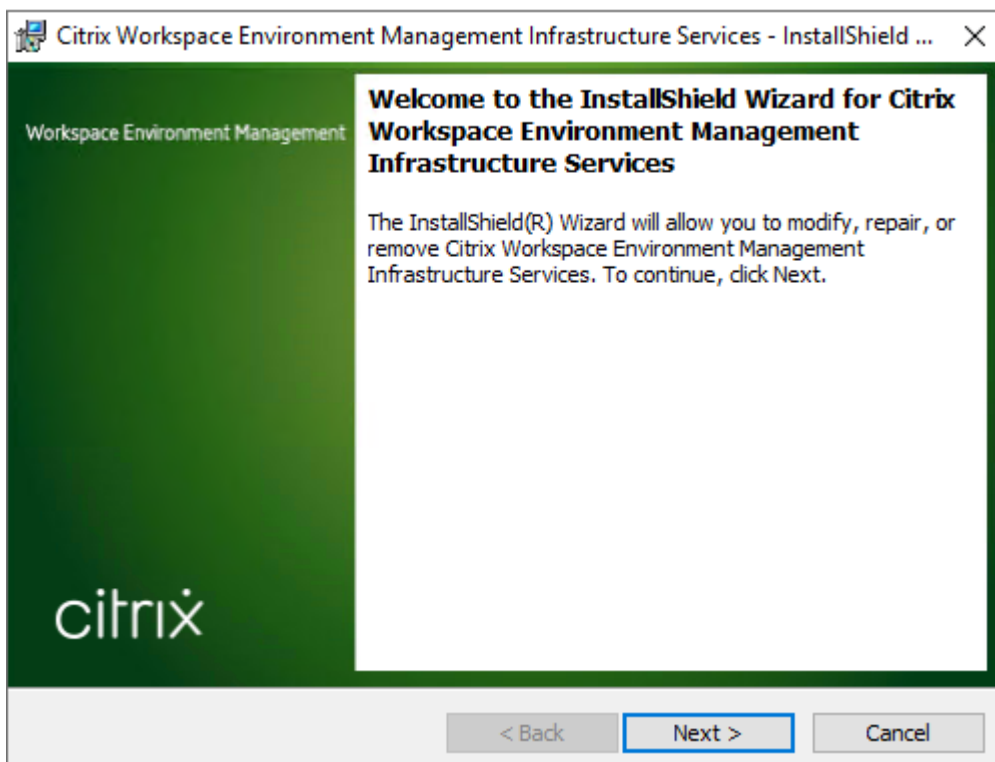 Citrix Workspace Environment Management Infrastructure Services - InstallShield ...
Workspace Environment Management
Welcome to the InstallShield Wizard for Citrix
Workspace Environment Management
Infrastructure Services
The InstallShield(R) Wizard will allow you to modify, repair, or
remove Citrix Workspace Environment Management
Infrastructure Services. To continue, click Next.
citrix
< Back
Next >
Cancel